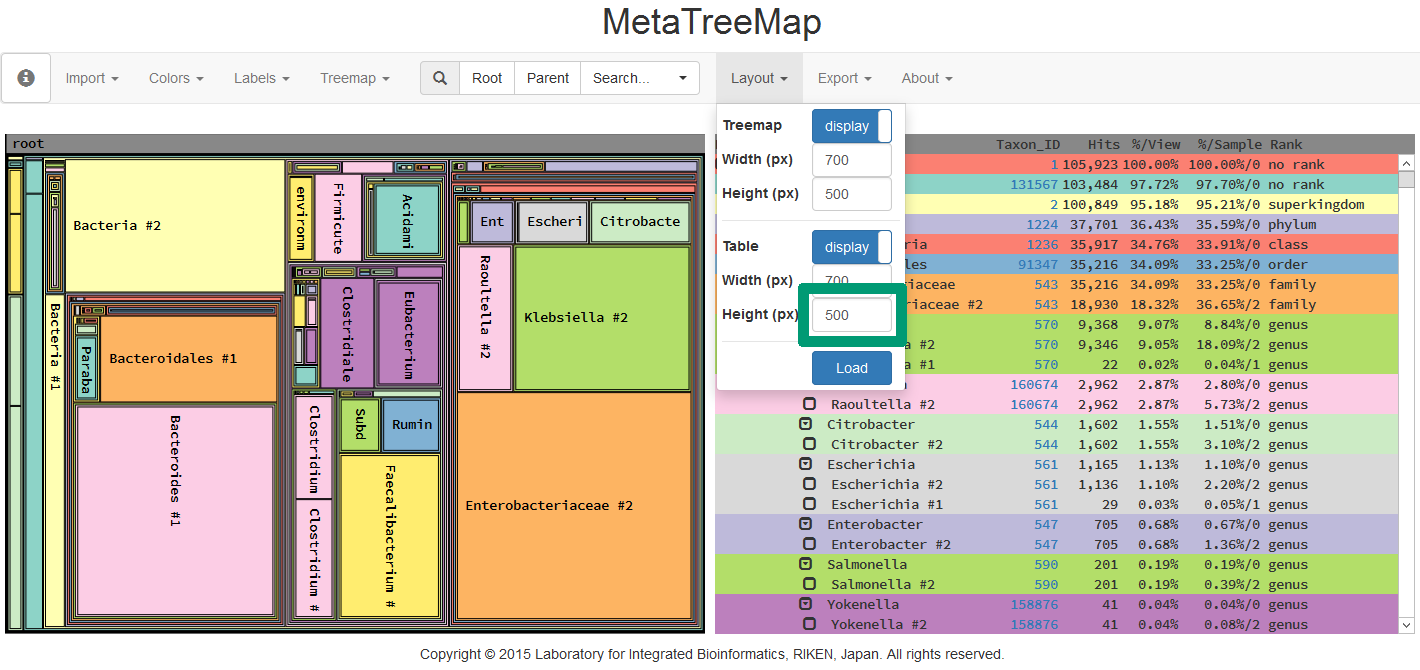 MetaTreeMap
Import Colors Labels Treemap Root Parent Search... Layout Export About
root
Bacteria #2
Bacteria #1
Paraba
Bacteroidales #1
Bacteroides #1
environm
Firmicute
Acidami
Clostridiale
Eubacterium
Clostridium
Clostridium #
Subd
Rumin
Faecalibacterium #
Ent
Escheri
Citrobacte
Raoultella #2
Klebsiella #2
Enterobacteriaceae #2
Treemap display
Width (px) 700
Height (px) 500
Table display
Width (px) 700
Height (px) 500
Load
Taxon_ID Hits %/View %/Sample Rank
1 105,923 100.00% 100.00%/0 no rank
131567 103,484 97.72% 97.70%/0 no rank
2 100,849 95.18% 95.21%/0 superkingdom
1224 37,701 36.43% 35.59%/0 phylum
ria 1236 35,917 34.76% 33.91%/0 class
les 91347 35,216 34.09% 33.25%/0 order
iaceae 543 35,216 34.09% 33.25%/0 family
riaceae #2 543 18,930 18.32% 36.65%/2 family
570 9,368 9.07% 8.84%/0 genus
a #2 570 9,346 9.05% 18.09%/2 genus
a #1 570 22 0.02% 0.04%/1 genus
160674 2,962 2.87% 2.80%/0 genus
Raoultella #2 160674 2,962 2.87% 5.73%/2 genus
Citrobacter 544 1,602 1.55% 1.51%/0 genus
Citrobacter #2 544 1,602 1.55% 3.10%/2 genus
Escherichia 561 1,165 1.13% 1.10%/0 genus
Escherichia #2 561 1,136 1.10% 2.20%/2 genus
Escherichia #1 561 29 0.03% 0.05%/1 genus
Enterobacter 547 705 0.68% 0.67%/0 genus
Enterobacter #2 547 705 0.68% 1.36%/2 genus
Salmonella 590 201 0.19% 0.19%/0 genus
Salmonella #2 590 201 0.19% 0.39%/2 genus
Yokenella 158876 41 0.04% 0.04%/0 genus
Yokenella #2 158876 41 0.04% 0.08%/2 genus
Copyright © 2015 Laboratory for Integrated Bioinformatics, RIKEN, Japan. All rights reserved.